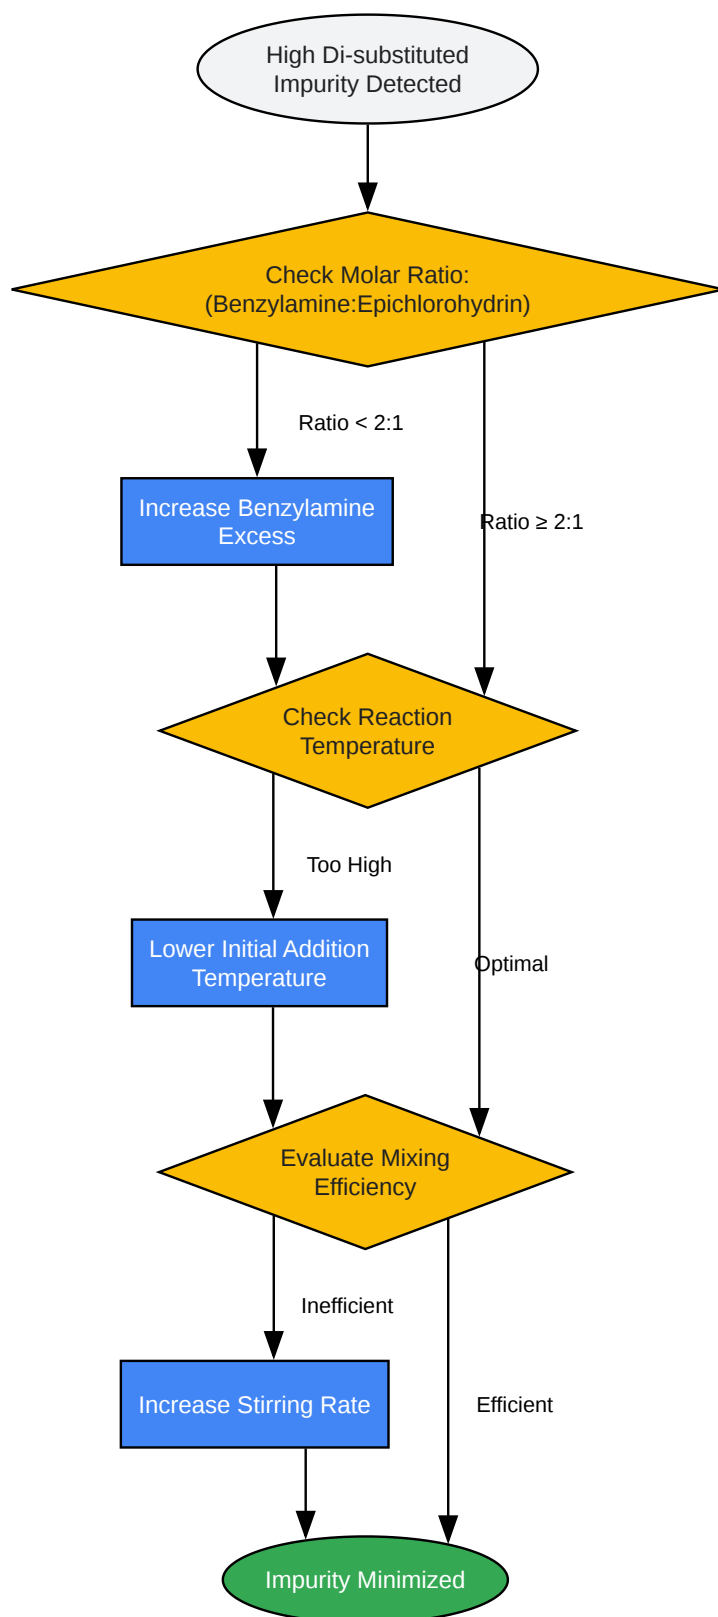 High Di-substituted
Impurity Detected
Check Molar Ratio:
(Benzylamine:Epichlorohydrin)
Ratio < 2:1
Increase Benzylamine
Excess
Ratio ≥ 2:1
Check Reaction
Temperature
Too High
Lower Initial Addition
Temperature
Optimal
Evaluate Mixing
Efficiency
Inefficient
Increase Stirring Rate
Efficient
Impurity Minimized